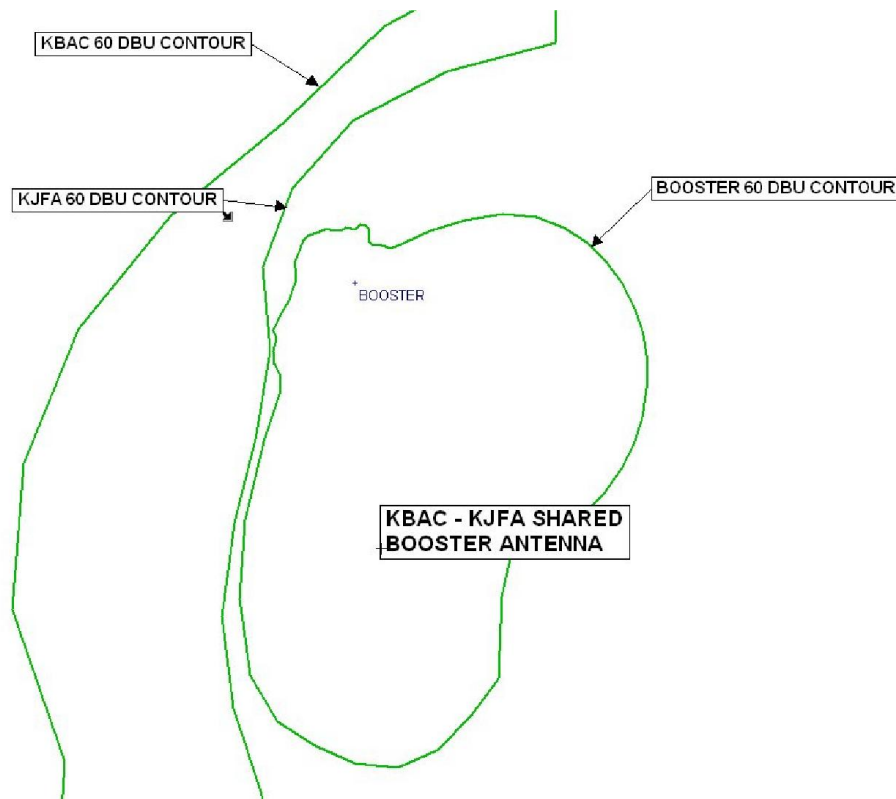 KBAC 60 DBU CONTOUR
KJFA 60 DBU CONTOUR
BOOSTER 60 DBU CONTOUR
BOOSTER
KBAC - KJFA SHARED
BOOSTER ANTENNA